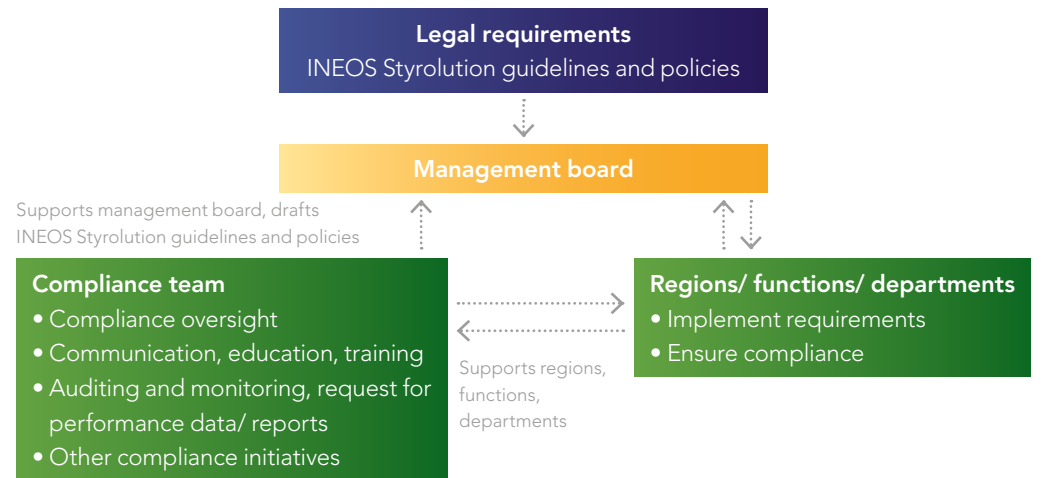 Legal requirements
INEOS Styrolution guidelines and policies
Management board
Supports management board, drafts
INEOS Styrolution guidelines and policies
Compliance team
• Compliance oversight
• Communication, education, training
• Auditing and monitoring, request for
performance data/ reports
• Other compliance initiatives
Supports regions,
functions,
departments
Regions/ functions/ departments
• Implement requirements
• Ensure compliance